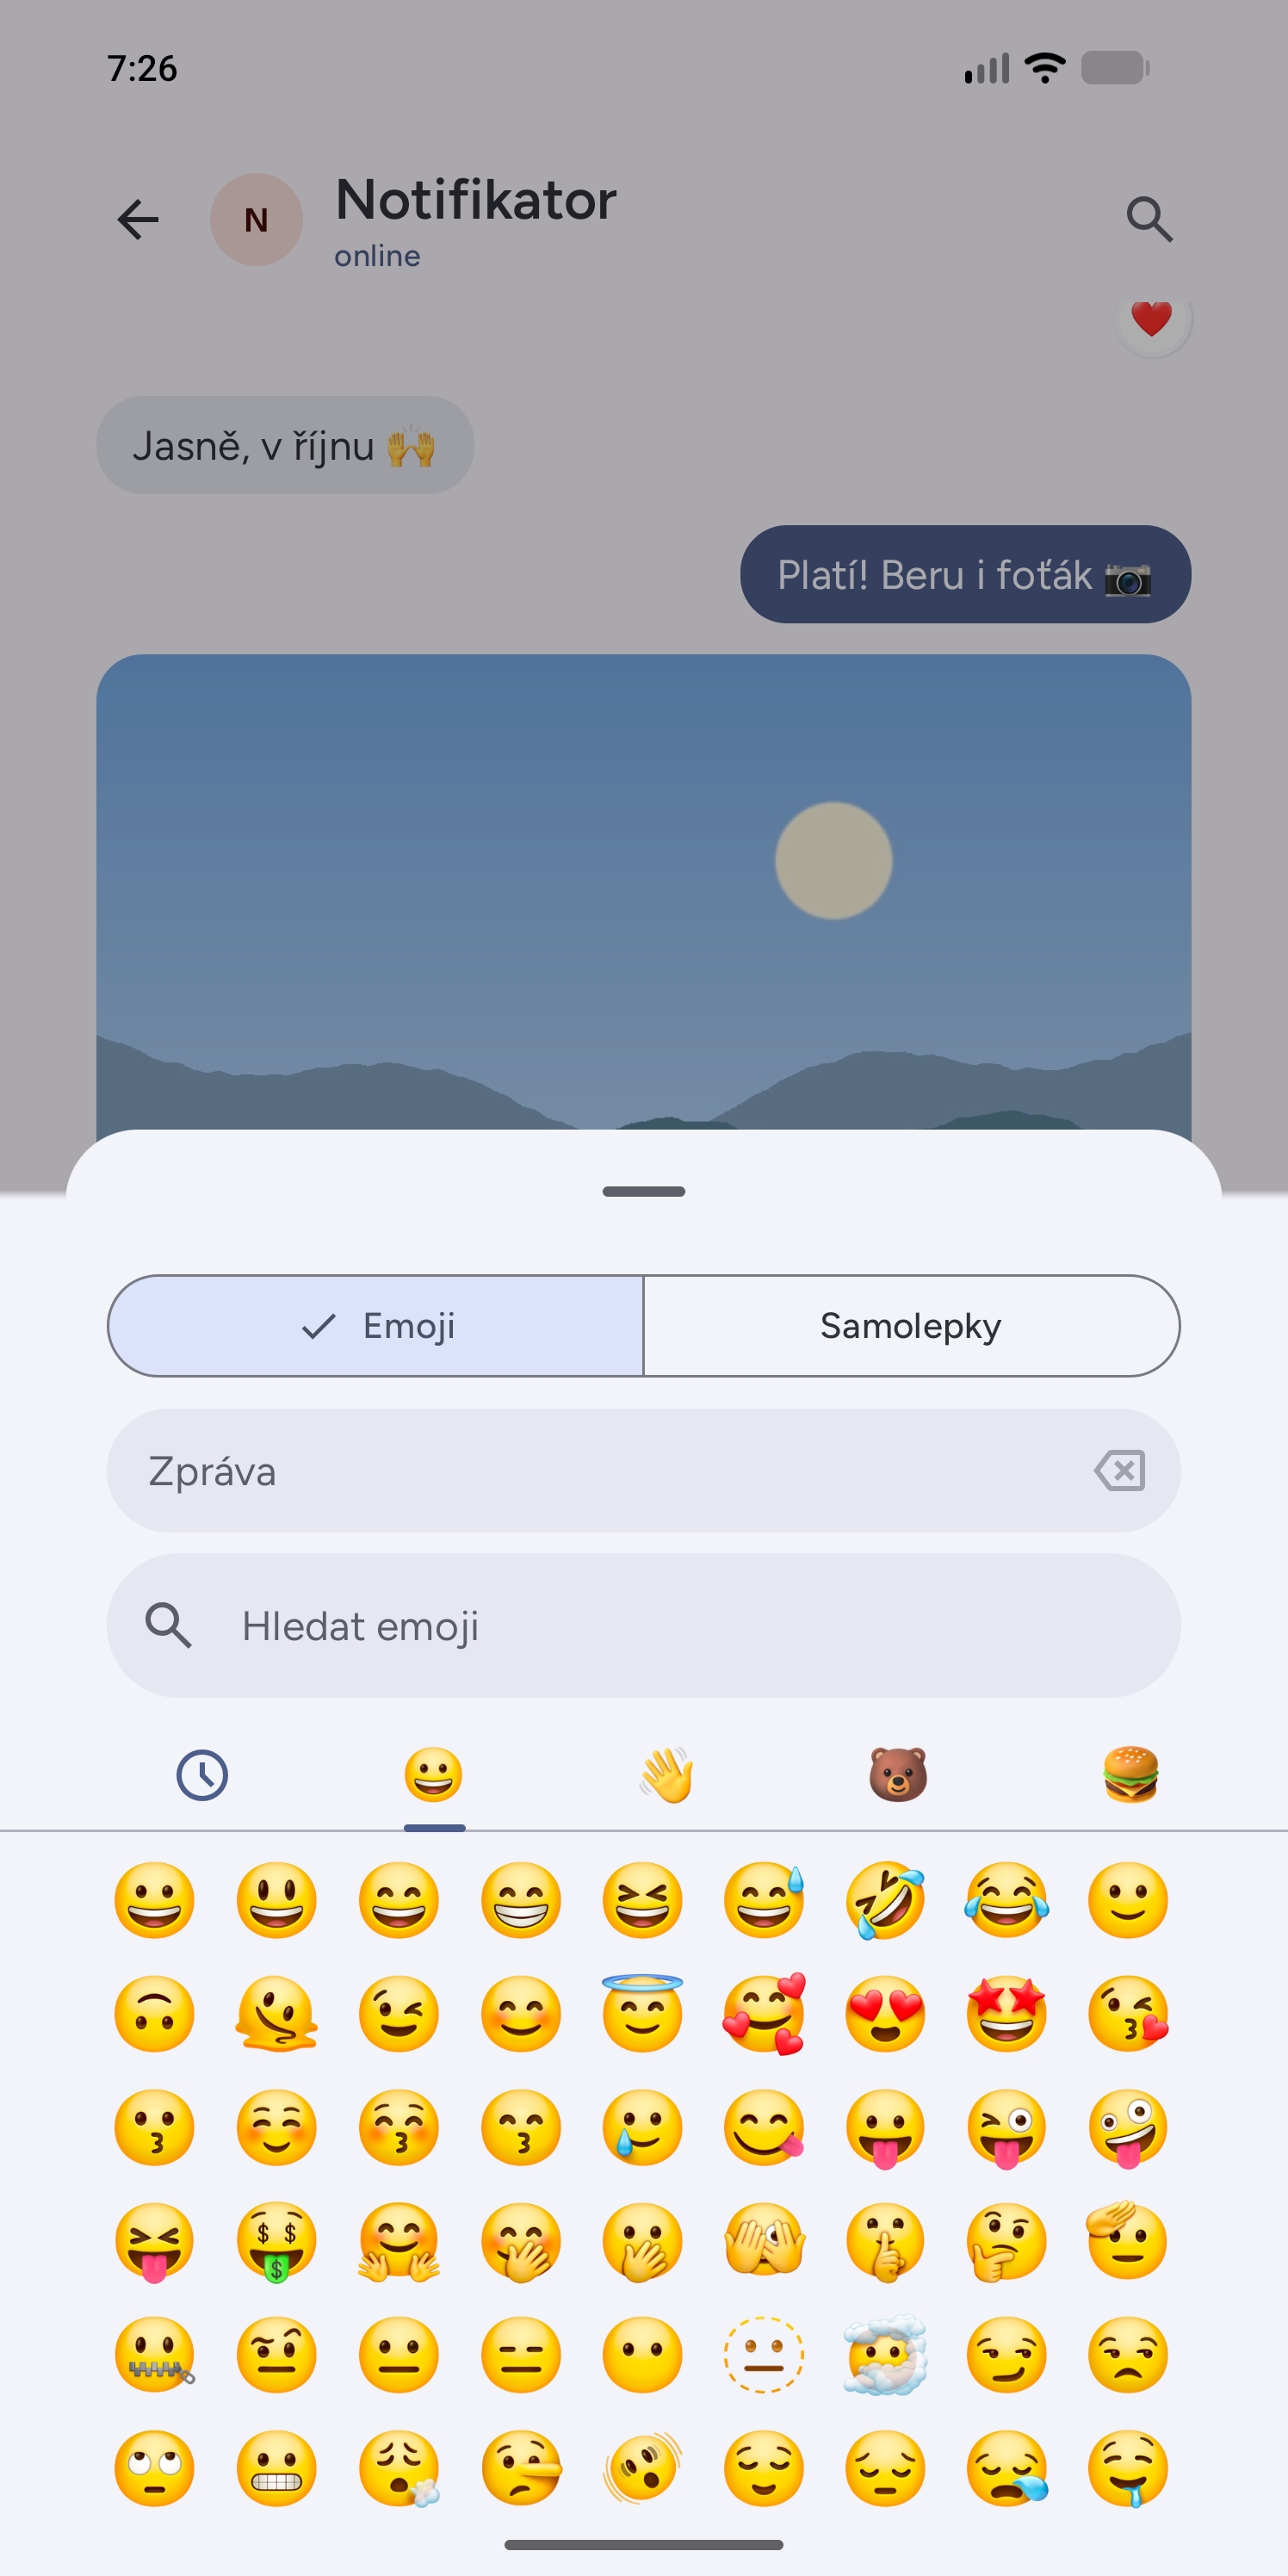 7:26
N
Notifikator
online
Jasně, v říjnu 🙌
Platí! Beru i foťák 📷
Emoji
Samolepky
Zpráva
Hledat emoji